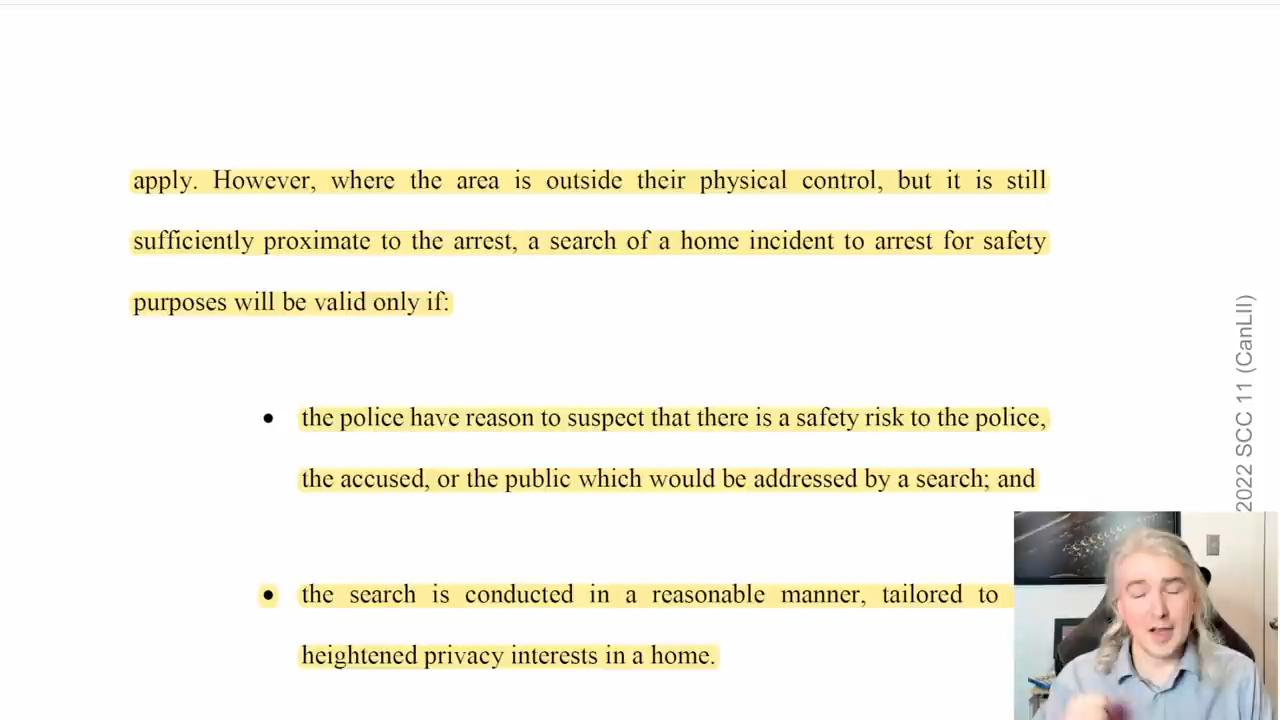 apply. However, where the area is outside their physical control, but it is still
sufficiently proximate to the arrest, a search of a home incident to arrest for safety
purposes will be valid only if:
• the police have reason to suspect that there is a safety risk to the police,
the accused, or the public which would be addressed by a search; and
• the search is conducted in a reasonable manner, tailored to
heightened privacy interests in a home.
2022 SCC 11 (CanLII)